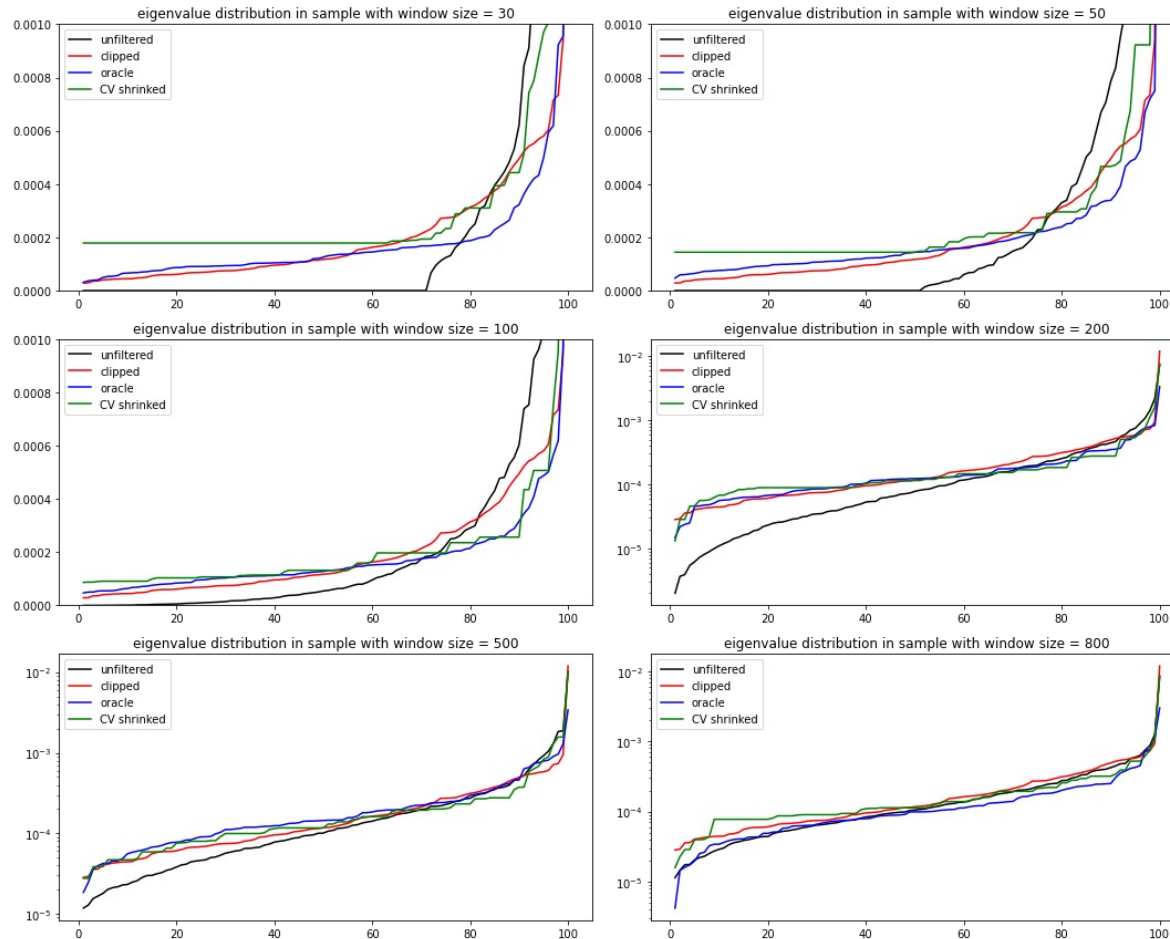 eigenvalue distribution in sample with window size = 30
0.0010
0.0008
0.0006
0.0004
0.0002
0.0000
unfiltered
clipped
oracle
CV shrinked
0 20 40 60 80 100
eigenvalue distribution in sample with window size = 50
0.0010
0.0008
0.0006
0.0004
0.0002
0.0000
unfiltered
clipped
oracle
CV shrinked
0 20 40 60 80 100
eigenvalue distribution in sample with window size = 100
0.0010
0.0008
0.0006
0.0004
0.0002
0.0000
unfiltered
clipped
oracle
CV shrinked
0 20 40 60 80 100
eigenvalue distribution in sample with window size = 200
10⁻²
10⁻³
10⁻⁴
10⁻⁵
unfiltered
clipped
oracle
CV shrinked
0 20 40 60 80 100
eigenvalue distribution in sample with window size = 500
10⁻²
10⁻³
10⁻⁴
10⁻⁵
unfiltered
clipped
oracle
CV shrinked
0 20 40 60 80 100
eigenvalue distribution in sample with window size = 800
10⁻²
10⁻³
10⁻⁴
10⁻⁵
unfiltered
clipped
oracle
CV shrinked
0 20 40 60 80 100